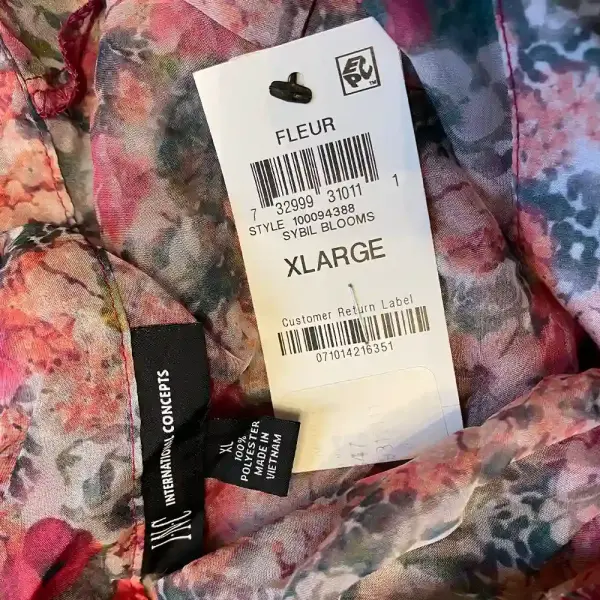 EPC™
FLEUR
7 32999 31011 1
STYLE 100094388
SYBIL BLOOMS
XLARGE
Customer Return Label
071014216351
I.N.C
INTERNATIONAL CONCEPTS
XL
100%
POLYESTER
MADE IN
VIETNAM